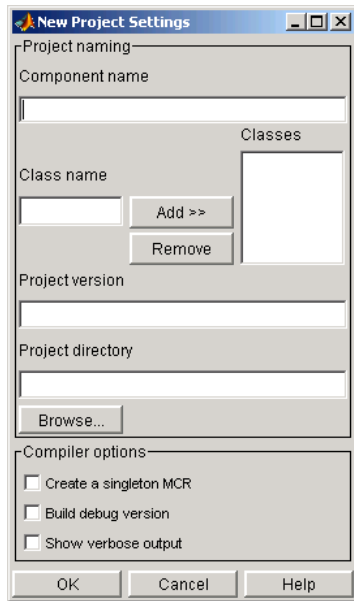 New Project Settings
Project naming
Component name
Classes
Class name
Add >>
Remove
Project version
Project directory
Browse...
Compiler options
Create a singleton MCR
Build debug version
Show verbose output
OK Cancel Help